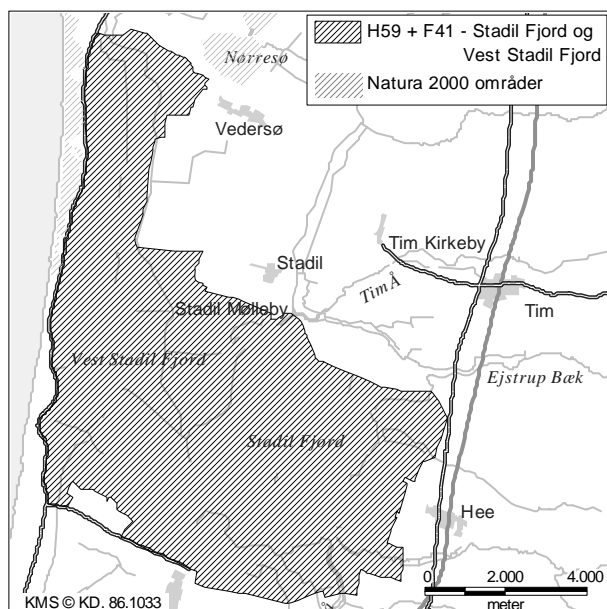 H59 + F41 - Stadil Fjord og
Vest Stadil Fjord
Natura 2000 områder
Nørresø
Vedersø
Tim Kirkeby
Stadil
Tim Å
Tim
Stadil Mølleby
Vest Stadil Fjord
Ejstrup Bæk
Stadil Fjord
Hee
0 2.000 4.000
meter
KMS © KD. 86.1033